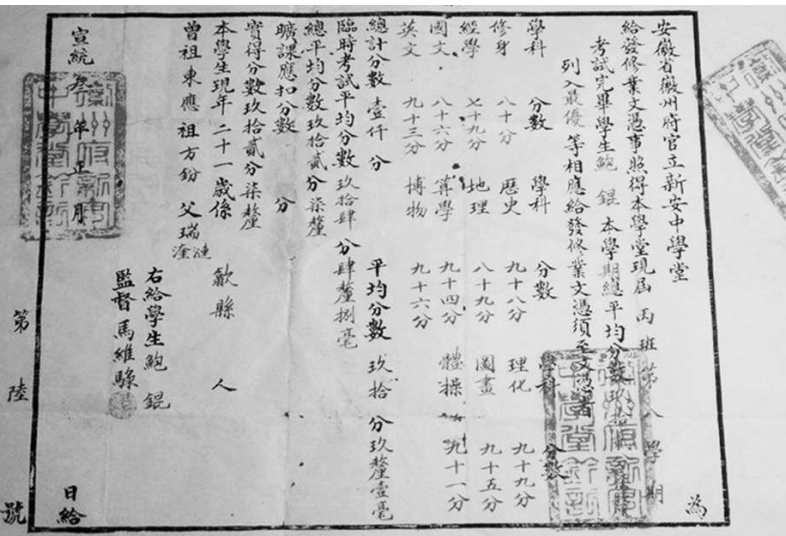 安徽省徽州府官立新安中學堂 為
給發修業文憑事照得本學堂現届 丙班第八學期
考試完畢學生鮑 錕 本學期總平均分數玖拾
列入最優等相應給發修業文憑須至文憑者
學科 分數 學科 分數 學科 分數
修身 八十分 歷史 九十八分 理化 九十九分
經學 七十九分 地理 八十九分 圖畫 九十五分
國文 八十六分 算學 九十四分 體操 九十一分
英文 九十三分 博物 九十六分
總計分數 壹仟 分 平均分數 玖拾 分玖釐壹毫
臨時考試平均分數玖拾肆 分肆釐捌毫
總平均分數玖拾貳分柒釐
曠課應扣分數 分
實得分數玖拾貳分柒釐
本學生現年二十一歲係 歙縣 人
曾祖東應 祖方鈖 父瑞漣淦
右給學生鮑 錕
監督馬維騄
宣統叁年正月 日給
第陸號